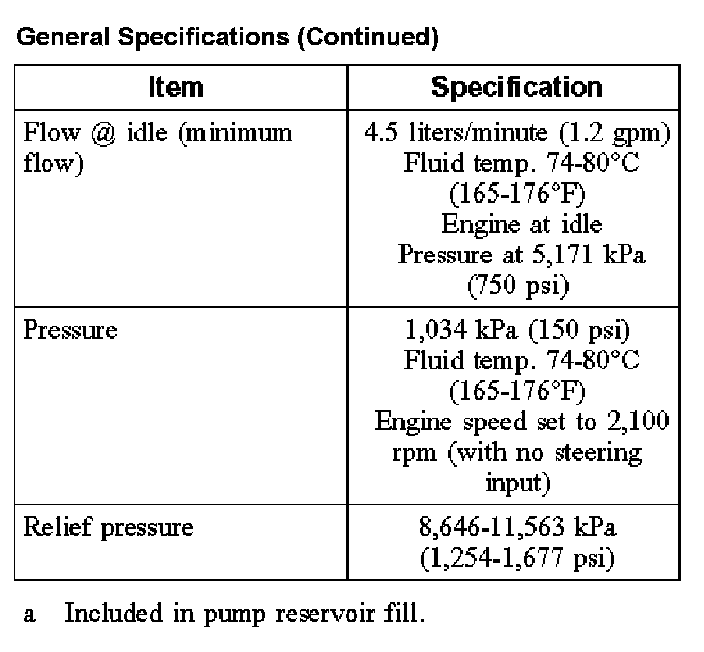 General Specifications (Continued)
Item
Specification
Flow @ idle (minimum
flow)
4.5 liters/minute (1.2 gpm)
Fluid temp. 74-80°C
(165-176°F)
Engine at idle
Pressure at 5,171 kPa
(750 psi)
Pressure
1,034 kPa (150 psi)
Fluid temp. 74-80°C
(165-176°F)
Engine speed set to 2,100
rpm (with no steering
input)
Relief pressure
8,646-11,563 kPa
(1,254-1,677 psi)
a Included in pump reservoir fill.